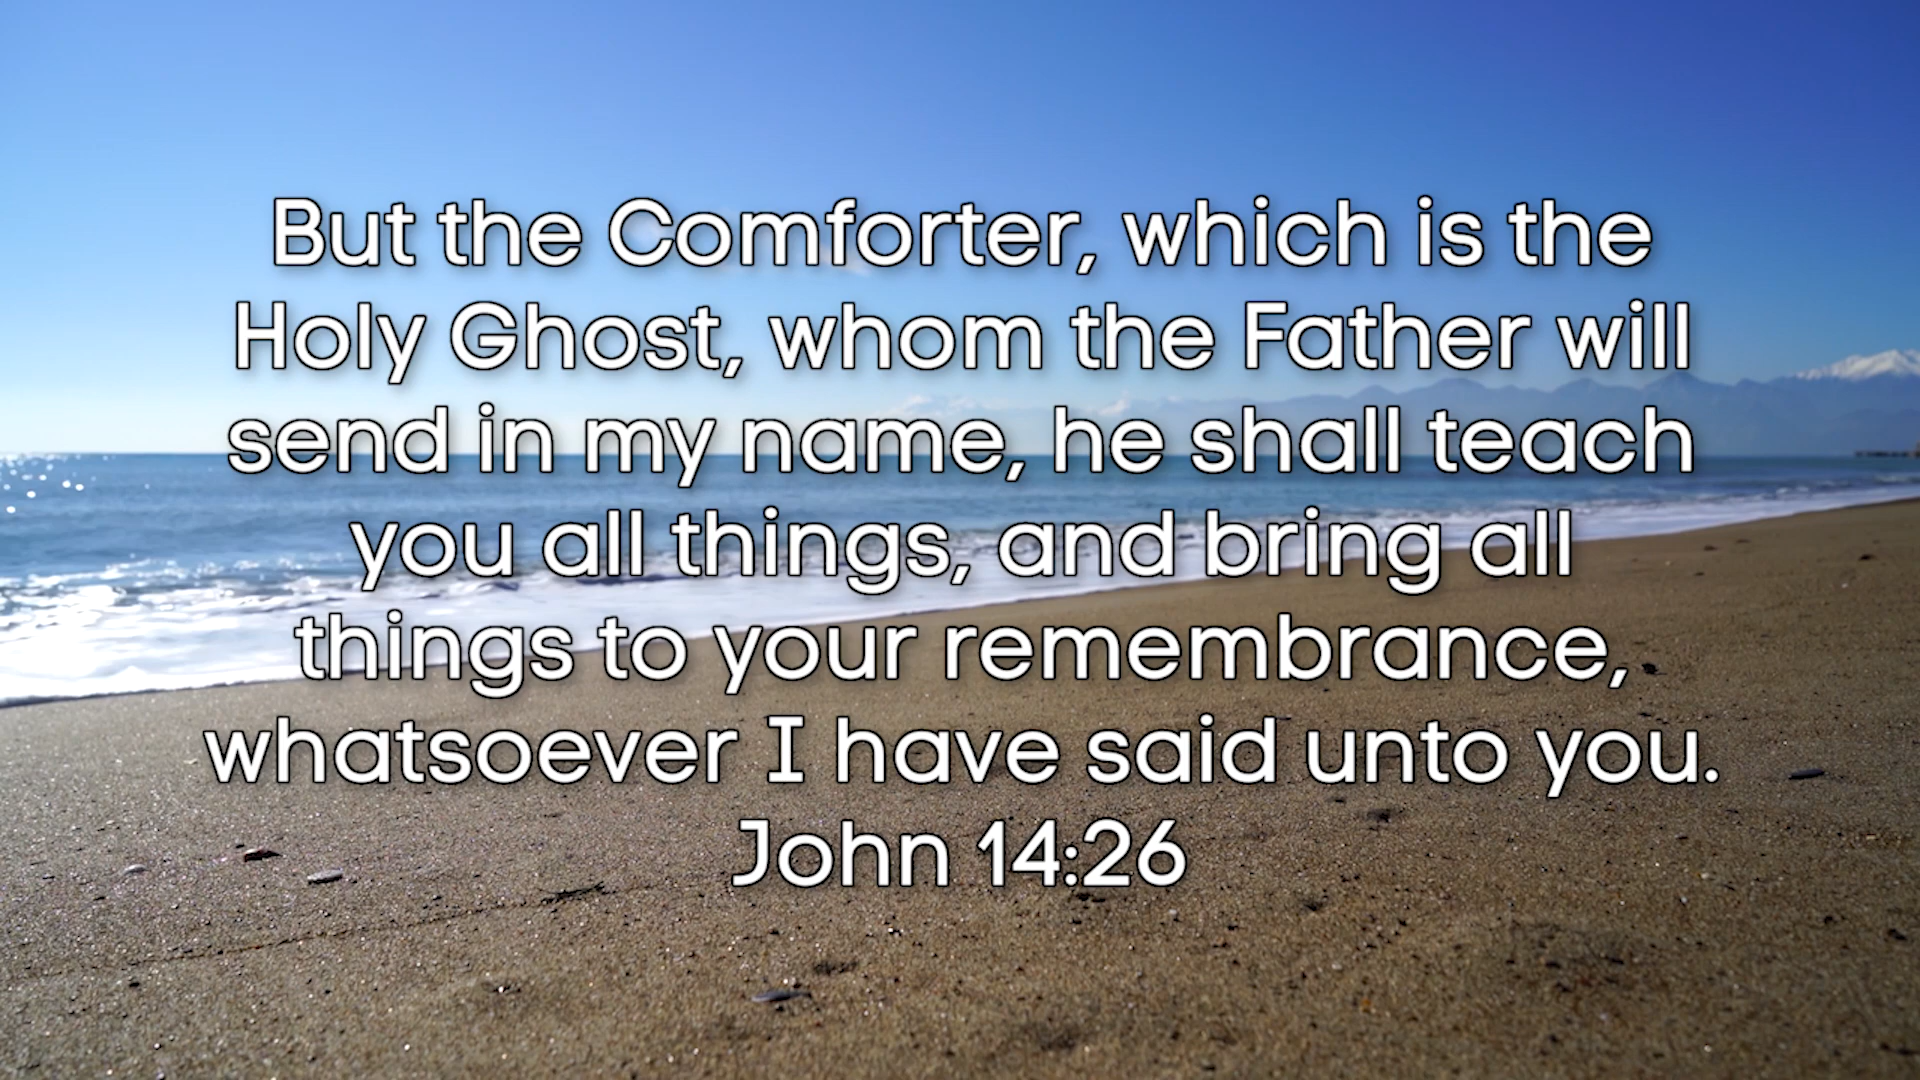 But the Comforter, which is the
Holy Ghost, whom the Father will
send in my name, he shall teach
you all things, and bring all
things to your remembrance,
whatsoever I have said unto you.
John 14:26